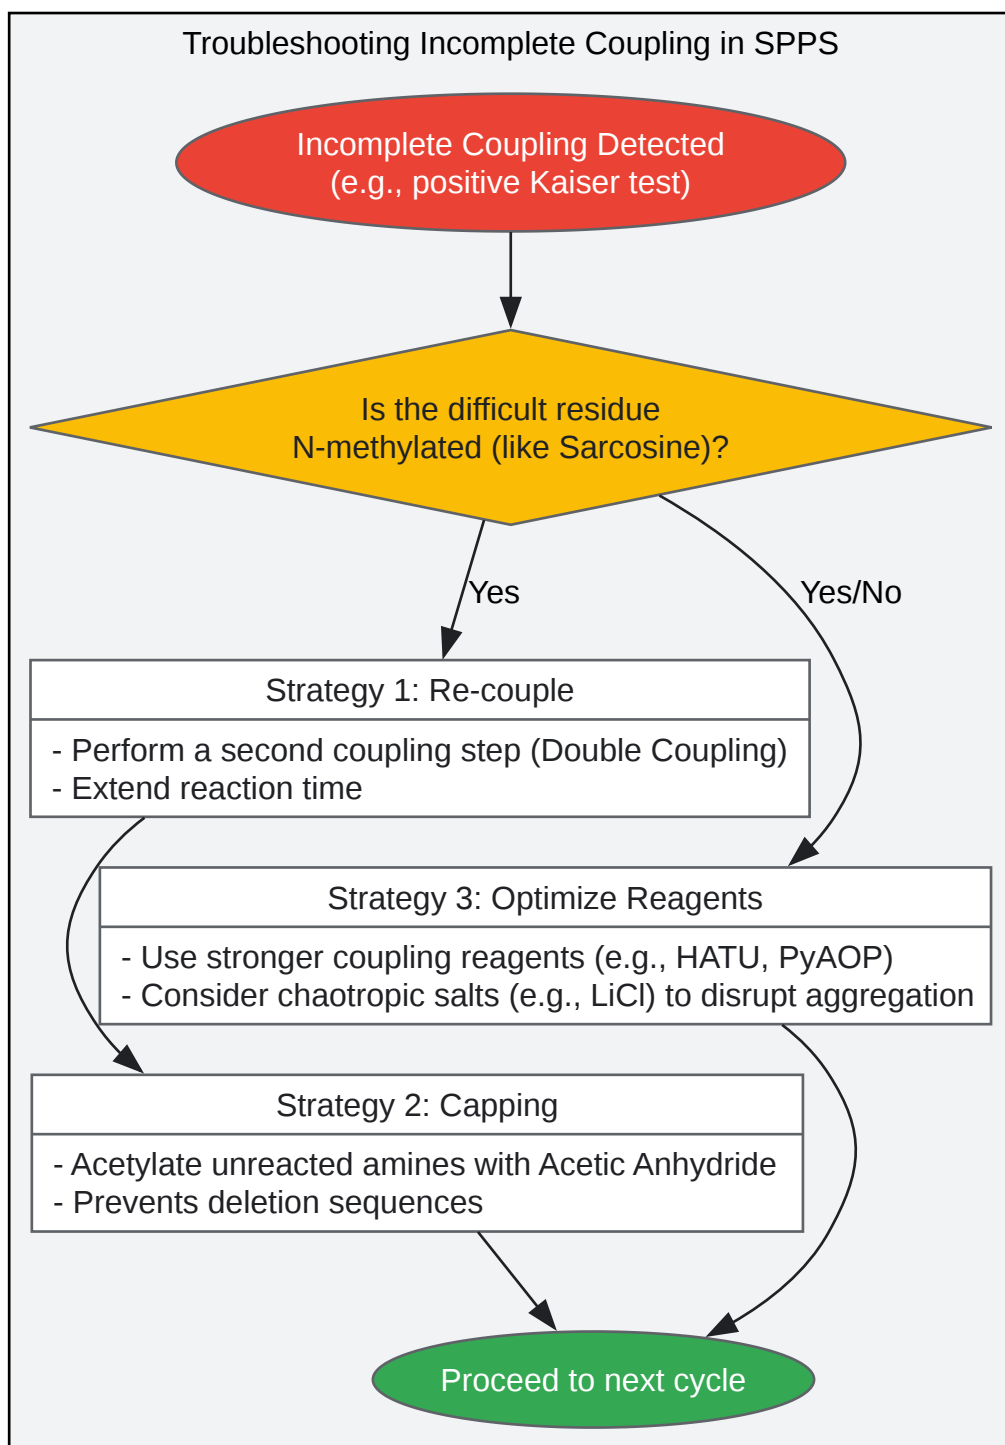 Troubleshooting Incomplete Coupling in SPPS
Incomplete Coupling Detected
(e.g., positive Kaiser test)
Is the difficult residue
N-methylated (like Sarcosine)?
Yes
Yes/No
Strategy 1: Re-couple
- Perform a second coupling step (Double Coupling)
- Extend reaction time
Strategy 3: Optimize Reagents
- Use stronger coupling reagents (e.g., HATU, PyAOP)
- Consider chaotropic salts (e.g., LiCl) to disrupt aggregation
Strategy 2: Capping
- Acetylate unreacted amines with Acetic Anhydride
- Prevents deletion sequences
Proceed to next cycle